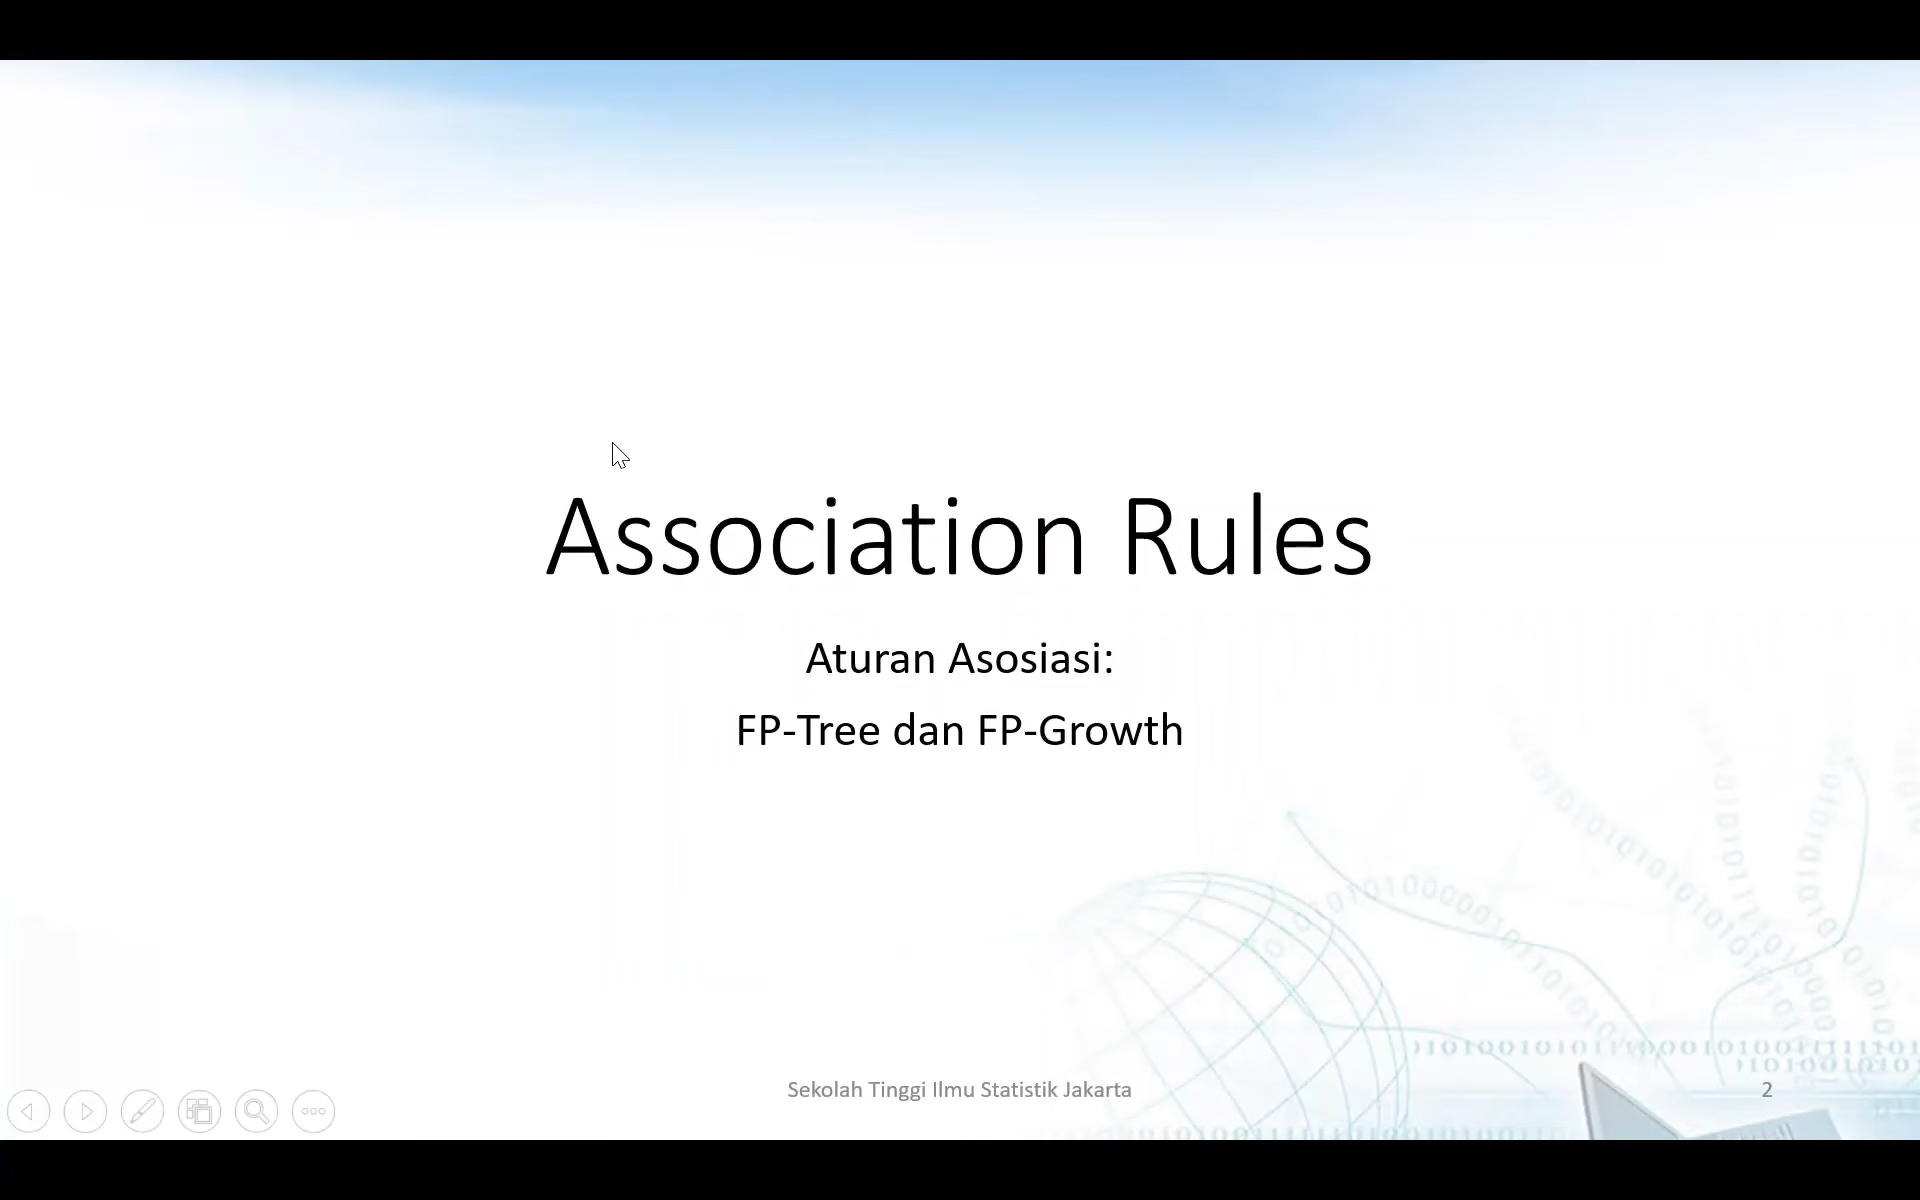 Association Rules
Aturan Asosiasi:
FP-Tree dan FP-Growth
Sekolah Tinggi Ilmu Statistik Jakarta
2